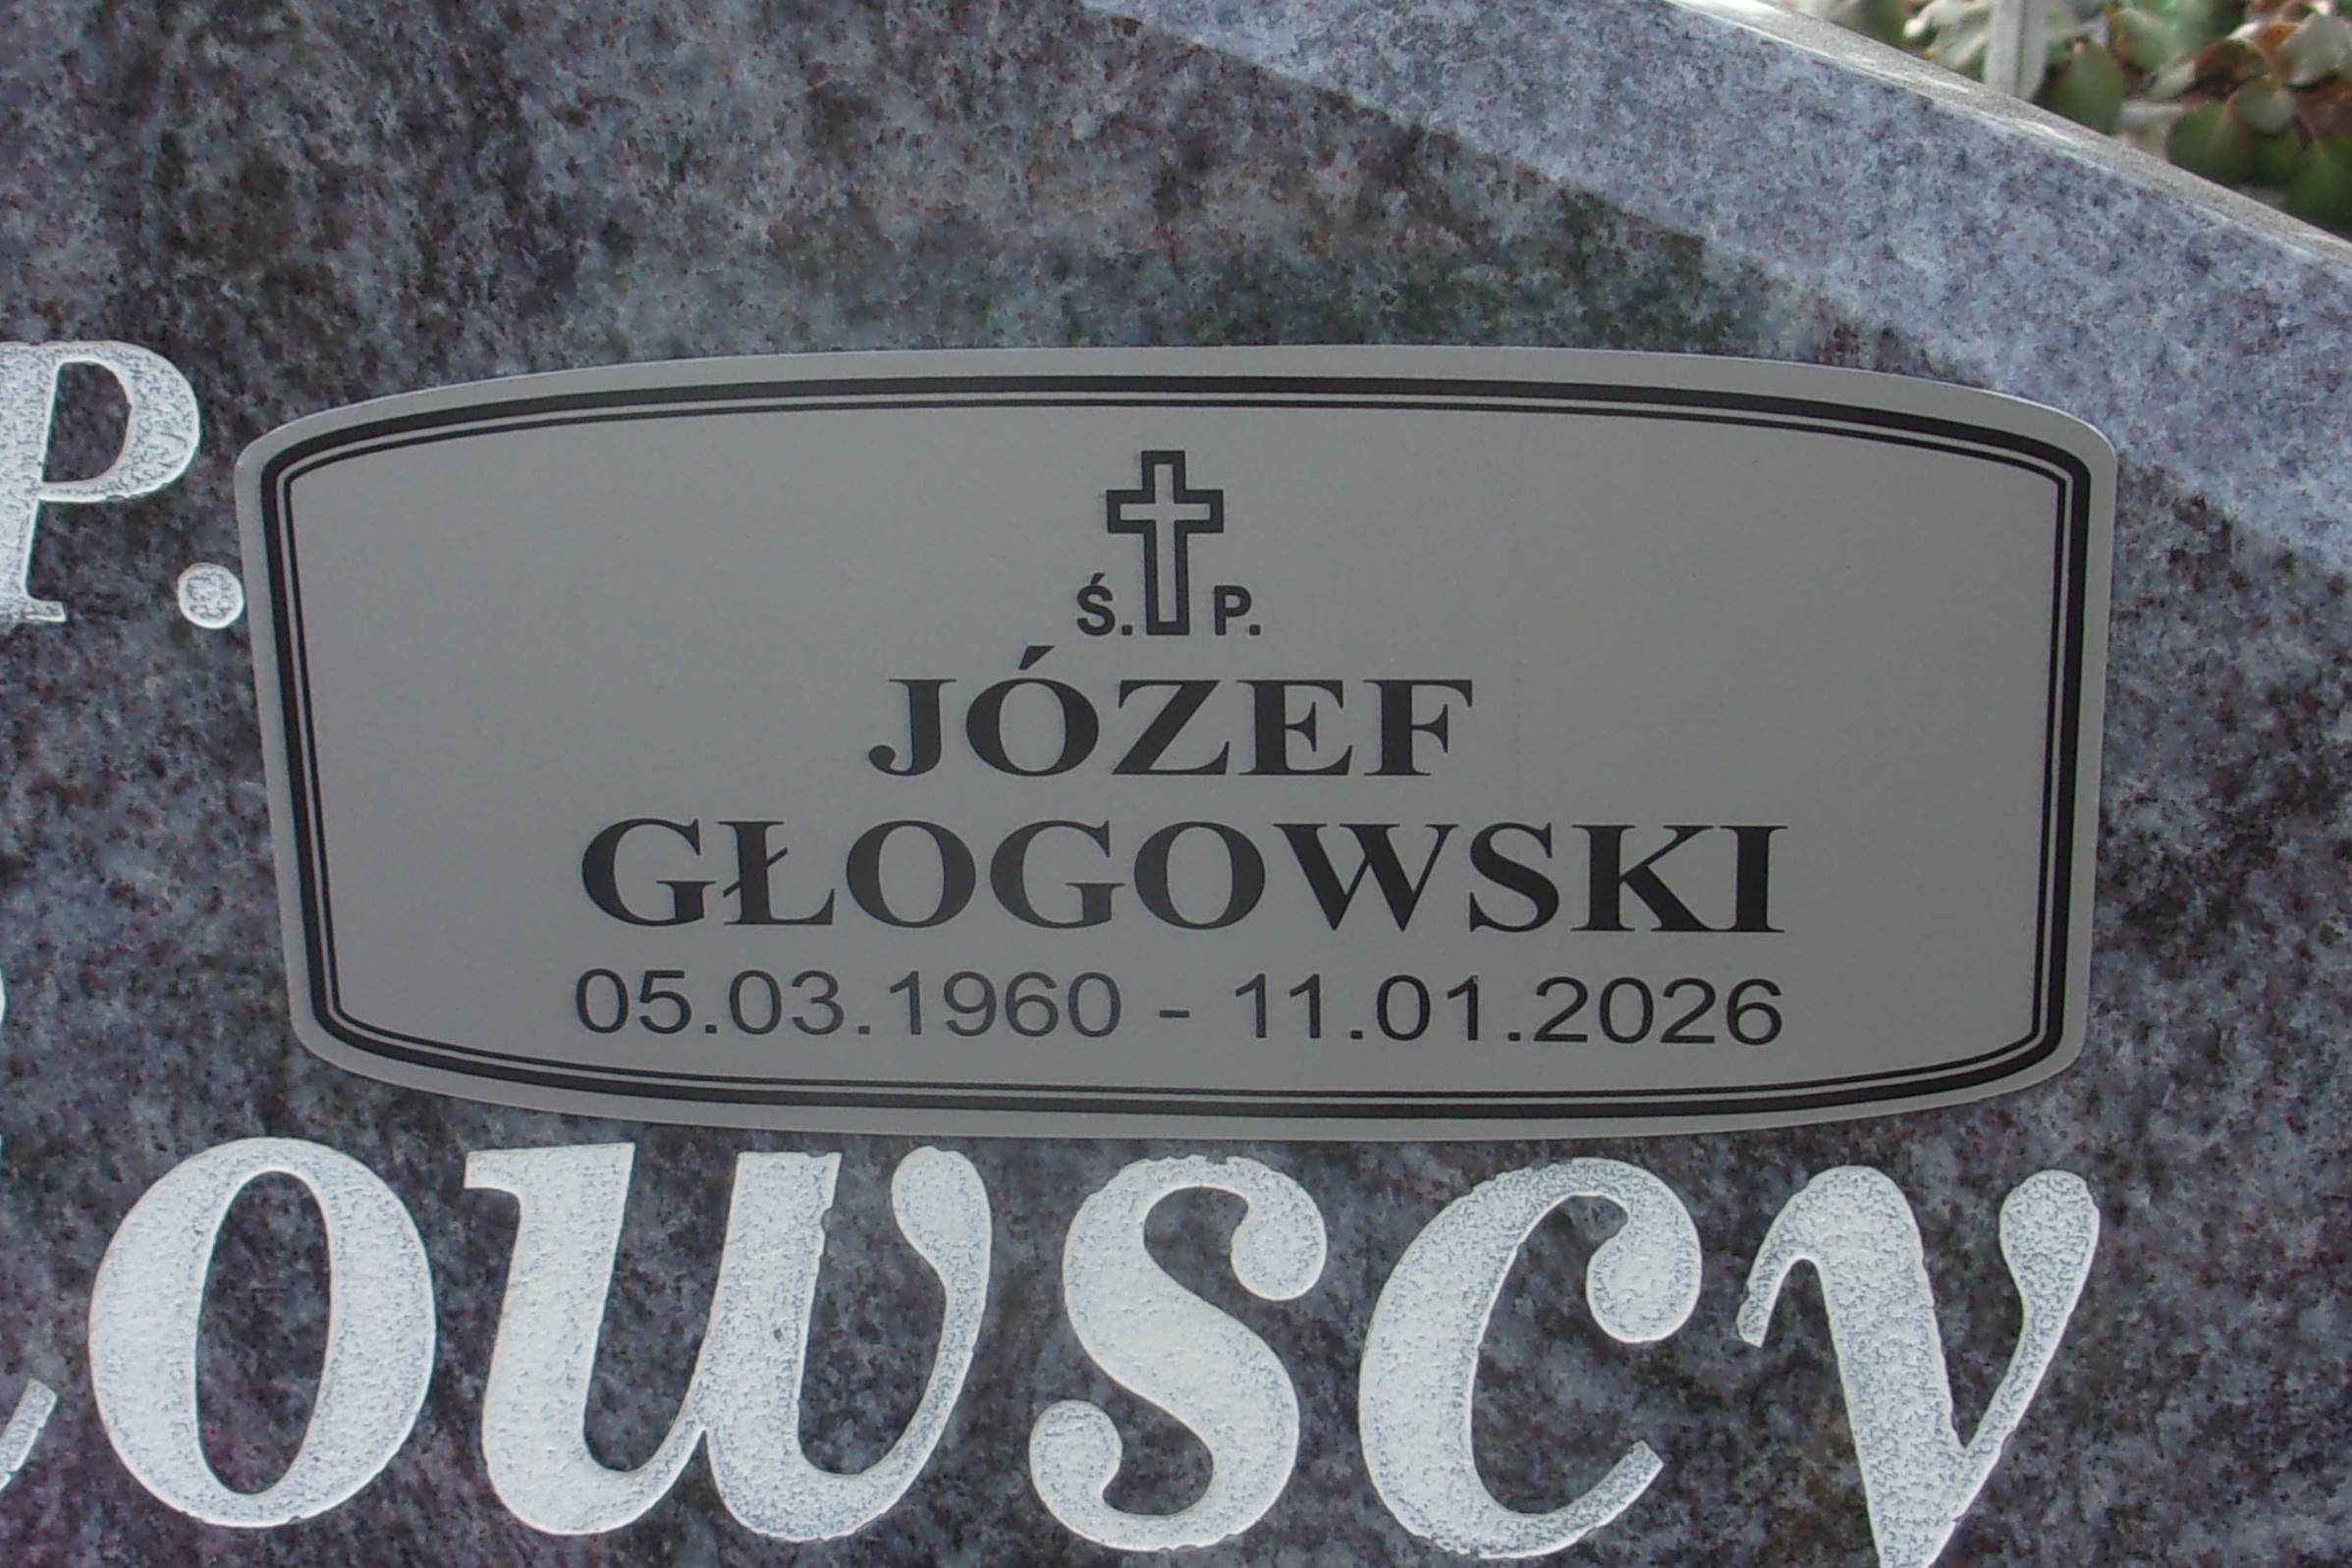 P.
Ś. P.
JÓZEF
GŁOGOWSKI
05.03.1960 - 11.01.2026
owscy